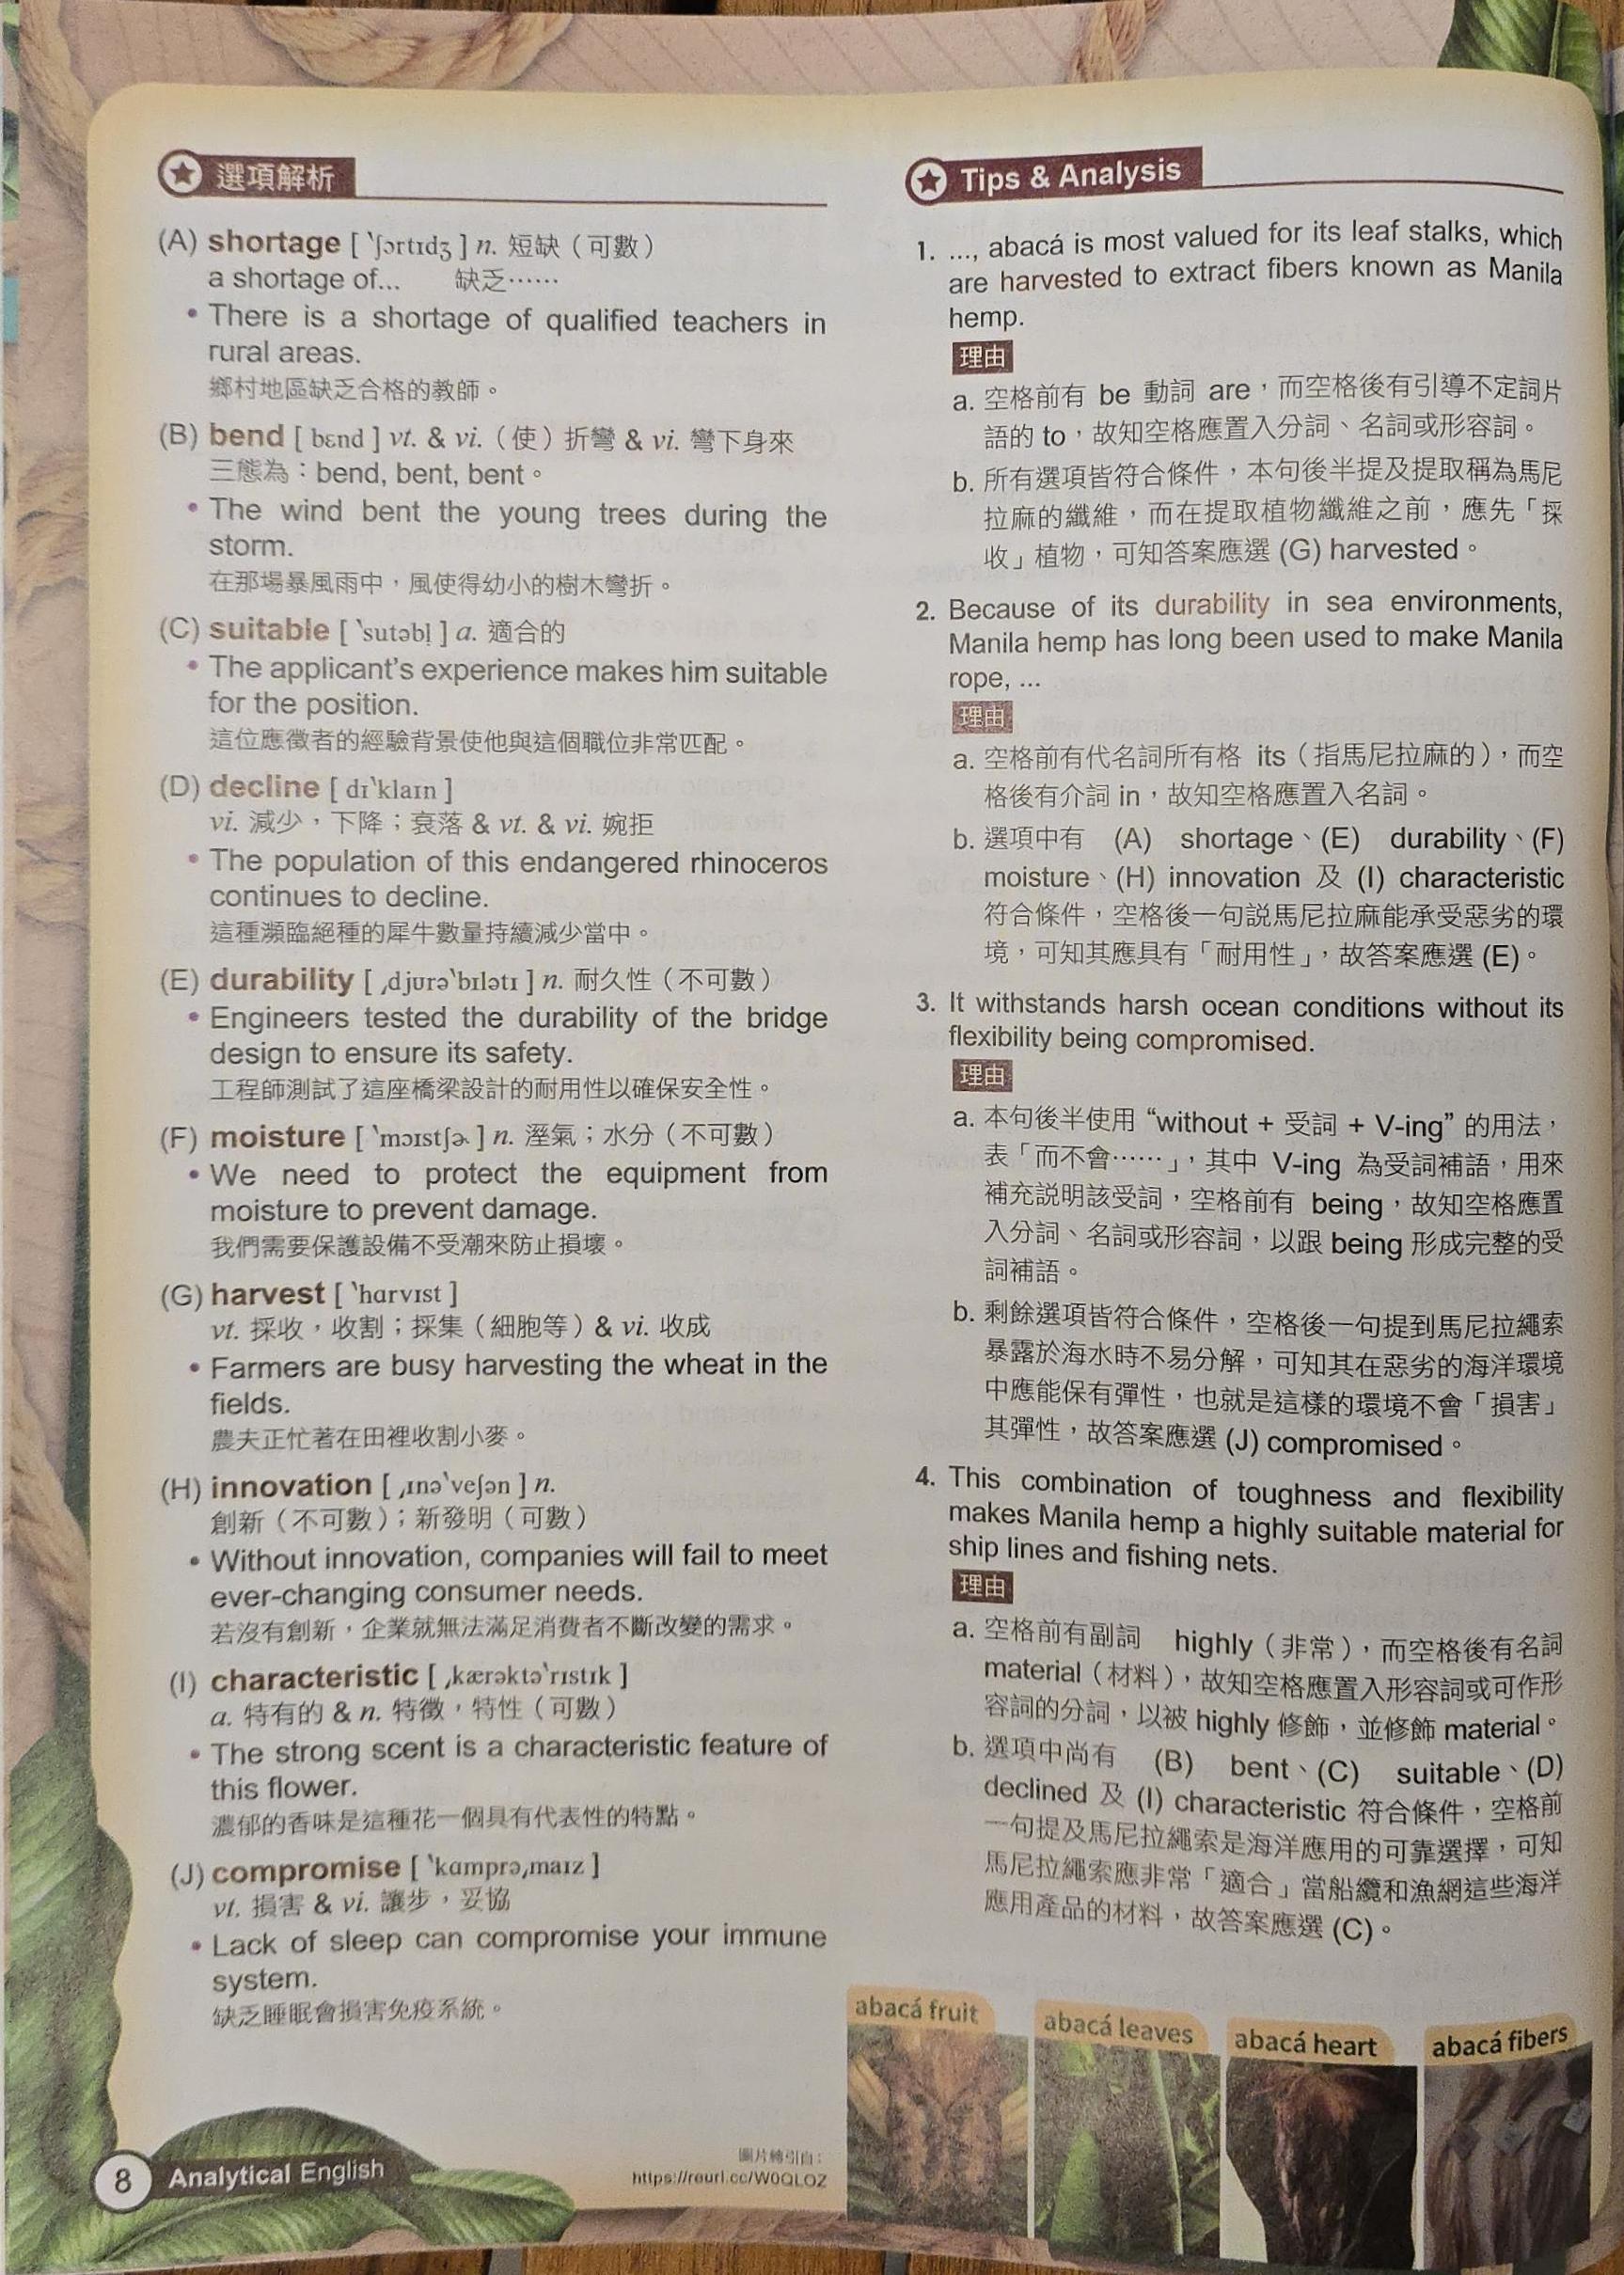 選項解析
(A) shortage [ ˋʃɔrtɪdʒ ] n. 短缺（可數）
a shortage of... 缺乏……
• There is a shortage of qualified teachers in
rural areas.
鄉村地區缺乏合格的教師。
(B) bend [ bɛnd ] vt. & vi.（使）折彎 & vi. 彎下身來
三態為：bend, bent, bent。
• The wind bent the young trees during the
storm.
在那場暴風雨中，風使得幼小的樹木彎折。
(C) suitable [ ˋsutəbḷ ] a. 適合的
• The applicant's experience makes him suitable
for the position.
這位應徵者的經驗背景使他與這個職位非常匹配。
(D) decline [ dɪˋklaɪn ]
vi. 減少，下降；衰落 & vt. & vi. 婉拒
• The population of this endangered rhinoceros
continues to decline.
這種瀕臨絕種的犀牛數量持續減少當中。
(E) durability [ ˏdjʊrəˋbɪlətɪ ] n. 耐久性（不可數）
• Engineers tested the durability of the bridge
design to ensure its safety.
工程師測試了這座橋梁設計的耐用性以確保安全性。
(F) moisture [ ˋmɔɪstʃɚ ] n. 溼氣；水分（不可數）
• We need to protect the equipment from
moisture to prevent damage.
我們需要保護設備不受潮來防止損壞。
(G) harvest [ ˋhɑrvɪst ]
vt. 採收，收割；採集（細胞等）& vi. 收成
• Farmers are busy harvesting the wheat in the
fields.
農夫正忙著在田裡收割小麥。
(H) innovation [ ˏɪnəˋveʃən ] n.
創新（不可數）；新發明（可數）
• Without innovation, companies will fail to meet
ever-changing consumer needs.
若沒有創新，企業就無法滿足消費者不斷改變的需求。
(I) characteristic [ ˏkærəktəˋrɪstɪk ]
a. 特有的 & n. 特徵，特性（可數）
• The strong scent is a characteristic feature of
this flower.
濃郁的香味是這種花一個具有代表性的特點。
(J) compromise [ ˋkɑmprəˏmaɪz ]
vt. 損害 & vi. 讓步，妥協
• Lack of sleep can compromise your immune
system.
缺乏睡眠會損害免疫系統。
Tips & Analysis
1. ..., abacá is most valued for its leaf stalks, which
are harvested to extract fibers known as Manila
hemp.
理由
a. 空格前有 be 動詞 are，而空格後有引導不定詞片
語的 to，故知空格應置入分詞、名詞或形容詞。
b. 所有選項皆符合條件，本句後半提及提取稱為馬尼
拉麻的纖維，而在提取植物纖維之前，應先「採
收」植物，可知答案應選 (G) harvested。
2. Because of its durability in sea environments,
Manila hemp has long been used to make Manila
rope, ...
理由
a. 空格前有代名詞所有格 its（指馬尼拉麻的），而空
格後有介詞 in，故知空格應置入名詞。
b. 選項中有 (A) shortage、(E) durability、(F)
moisture、(H) innovation 及 (I) characteristic
符合條件，空格後一句說馬尼拉麻能承受惡劣的環
境，可知其應具有「耐用性」，故答案應選 (E)。
3. It withstands harsh ocean conditions without its
flexibility being compromised.
理由
a. 本句後半使用 “without + 受詞 + V-ing” 的用法，
表「而不會……」，其中 V-ing 為受詞補語，用來
補充說明該受詞，空格前有 being，故知空格應置
入分詞、名詞或形容詞，以跟 being 形成完整的受
詞補語。
b. 剩餘選項皆符合條件，空格後一句提到馬尼拉繩索
暴露於海水時不易分解，可知其在惡劣的海洋環境
中應能保有彈性，也就是這樣的環境不會「損害」
其彈性，故答案應選 (J) compromised。
4. This combination of toughness and flexibility
makes Manila hemp a highly suitable material for
ship lines and fishing nets.
理由
a. 空格前有副詞 highly（非常），而空格後有名詞
material（材料），故知空格應置入形容詞或可作形
容詞的分詞，以被 highly 修飾，並修飾 material。
b. 選項中尚有 (B) bent、(C) suitable、(D)
declined 及 (I) characteristic 符合條件，空格前
一句提及馬尼拉繩索是海洋應用的可靠選擇，可知
馬尼拉繩索應非常「適合」當船纜和漁網這些海洋
應用產品的材料，故答案應選 (C)。
abacá fruit
abacá leaves
abacá heart
abacá fibers
圖片轉引自：
https://reurl.cc/W0QLOZ
8 Analytical English